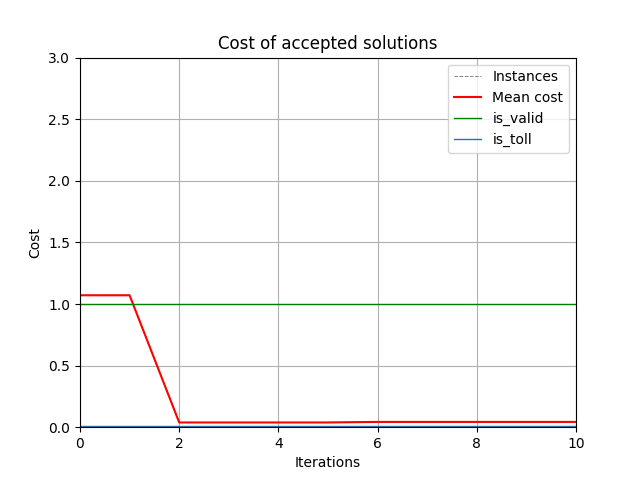 Cost of accepted solutions
3.0
2.5
2.0
1.5
1.0
0.5
0.0
Cost
Instances
Mean cost
is_valid
is_toll
0 2 4 6 8 10
Iterations